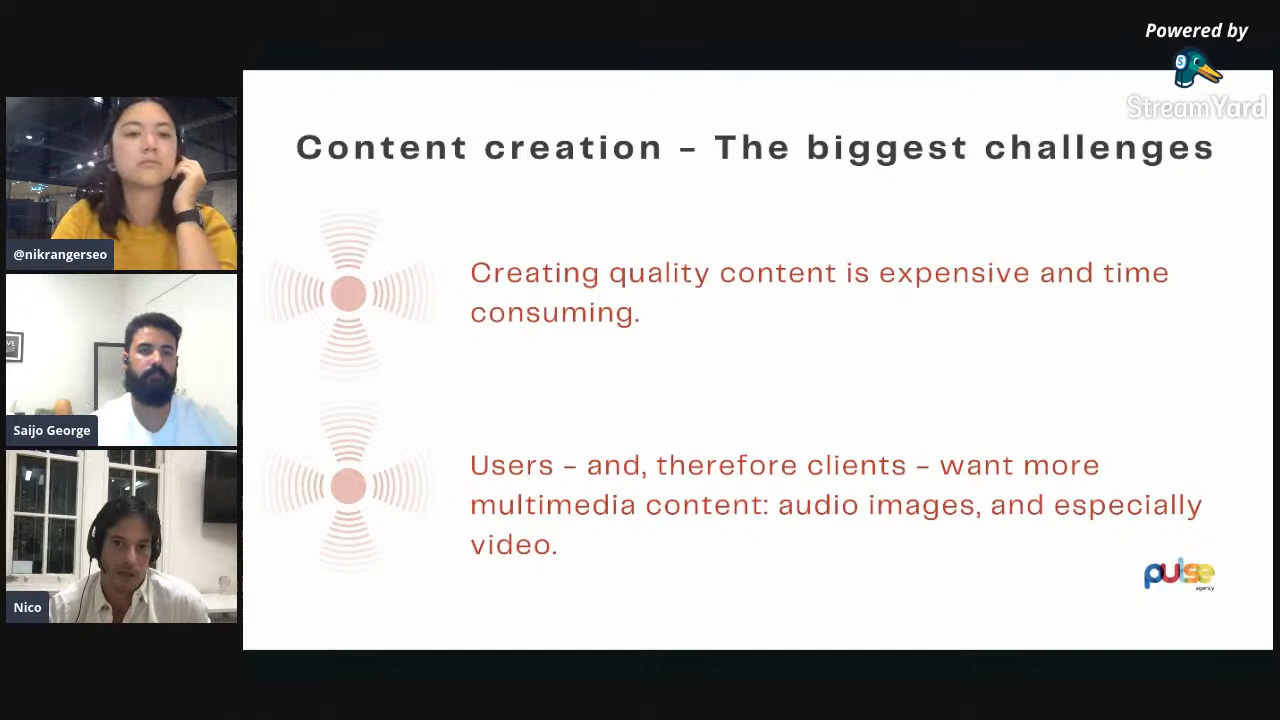 Powered by
StreamYard
Content creation – The biggest challenges
@nikrangerseo
Creating quality content is expensive and time
consuming.
Saijo George
Users – and, therefore clients – want more
multimedia content: audio images, and especially
video.
pulse
agency
Nico